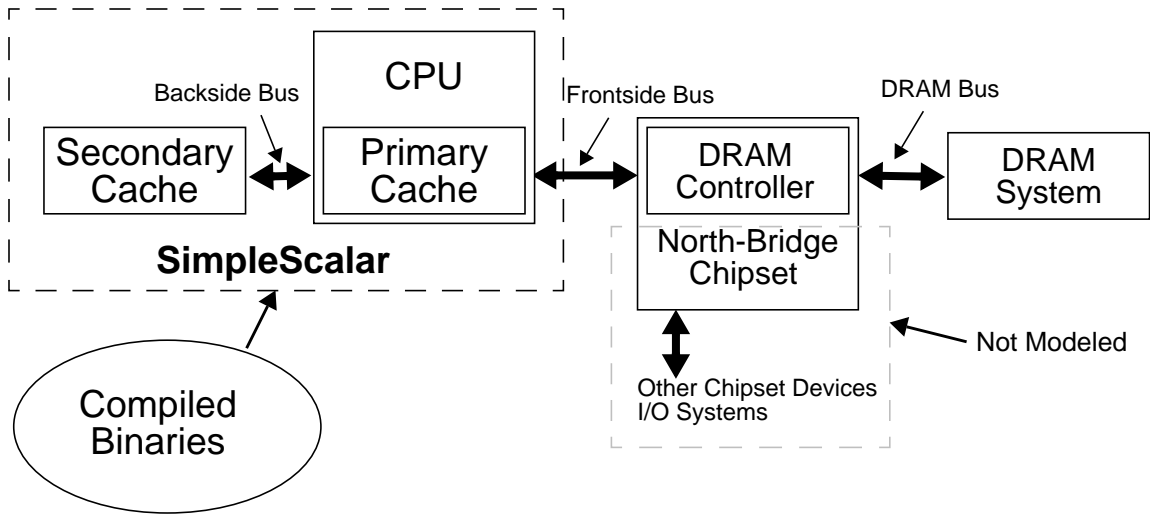 CPU
Backside Bus
Frontside Bus
DRAM Bus
Secondary
Cache
Primary
Cache
DRAM
Controller
DRAM
System
SimpleScalar
North-Bridge
Chipset
Not Modeled
Other Chipset Devices
I/O Systems
Compiled
Binaries